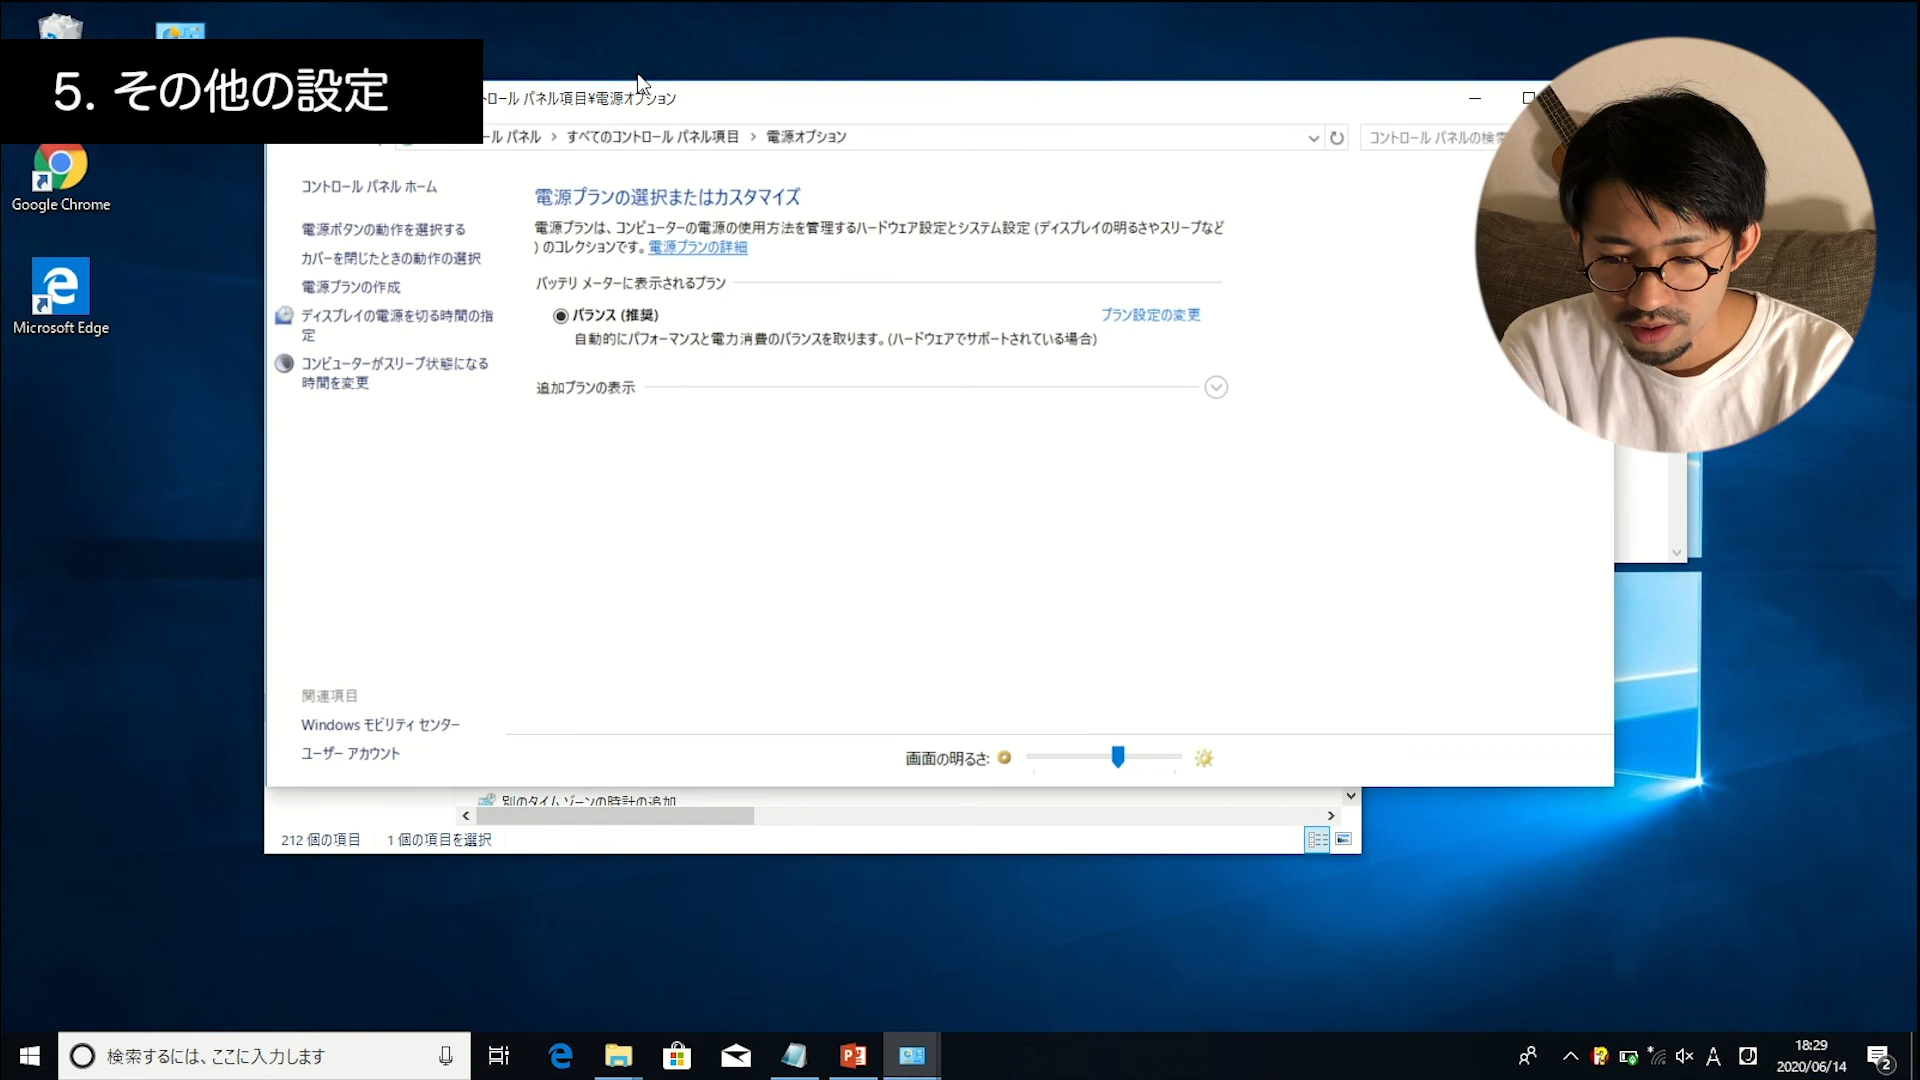 5. その他の設定
トロール パネル項目¥電源オプション
ール パネル > すべてのコントロール パネル項目 > 電源オプション
コントロール パネルの検索
コントロール パネル ホーム
電源ボタンの動作を選択する
カバーを閉じたときの動作の選択
電源プランの作成
ディスプレイの電源を切る時間の指
定
コンピューターがスリープ状態になる
時間を変更
電源プランの選択またはカスタマイズ
電源プランは、コンピューターの電源の使用方法を管理するハードウェア設定とシステム設定 (ディスプレイの明るさやスリープなど
) のコレクションです。電源プランの詳細
バッテリ メーターに表示されるプラン
バランス (推奨)
プラン設定の変更
自動的にパフォーマンスと電力消費のバランスを取ります。(ハードウェアでサポートされている場合)
追加プランの表示
関連項目
Windows モビリティ センター
ユーザー アカウント
画面の明るさ:
別のタイム ゾーンの時計の追加
212 個の項目
1 個の項目を選択
Google Chrome
Microsoft Edge
検索するには、ここに入力します
A
18:29
2020/06/14
2